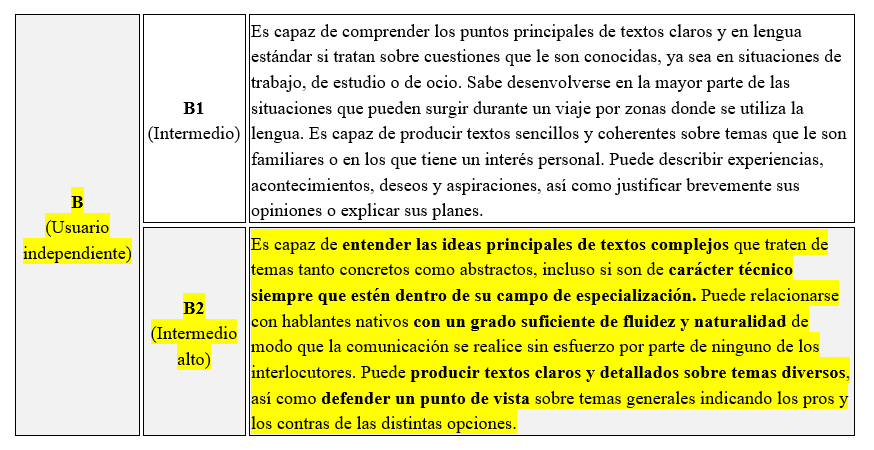 B
(Usuario
independiente)
B1
(Intermedio)
Es capaz de comprender los puntos principales de textos claros y en lengua
estándar si tratan sobre cuestiones que le son conocidas, ya sea en situaciones de
trabajo, de estudio o de ocio. Sabe desenvolverse en la mayor parte de las
situaciones que pueden surgir durante un viaje por zonas donde se utiliza la
lengua. Es capaz de producir textos sencillos y coherentes sobre temas que le son
familiares o en los que tiene un interés personal. Puede describir experiencias,
acontecimientos, deseos y aspiraciones, así como justificar brevemente sus
opiniones o explicar sus planes.
B2
(Intermedio
alto)
Es capaz de entender las ideas principales de textos complejos que traten de
temas tanto concretos como abstractos, incluso si son de carácter técnico
siempre que estén dentro de su campo de especialización. Puede relacionarse
con hablantes nativos con un grado suficiente de fluidez y naturalidad de
modo que la comunicación se realice sin esfuerzo por parte de ninguno de los
interlocutores. Puede producir textos claros y detallados sobre temas diversos,
así como defender un punto de vista sobre temas generales indicando los pros y
los contras de las distintas opciones.